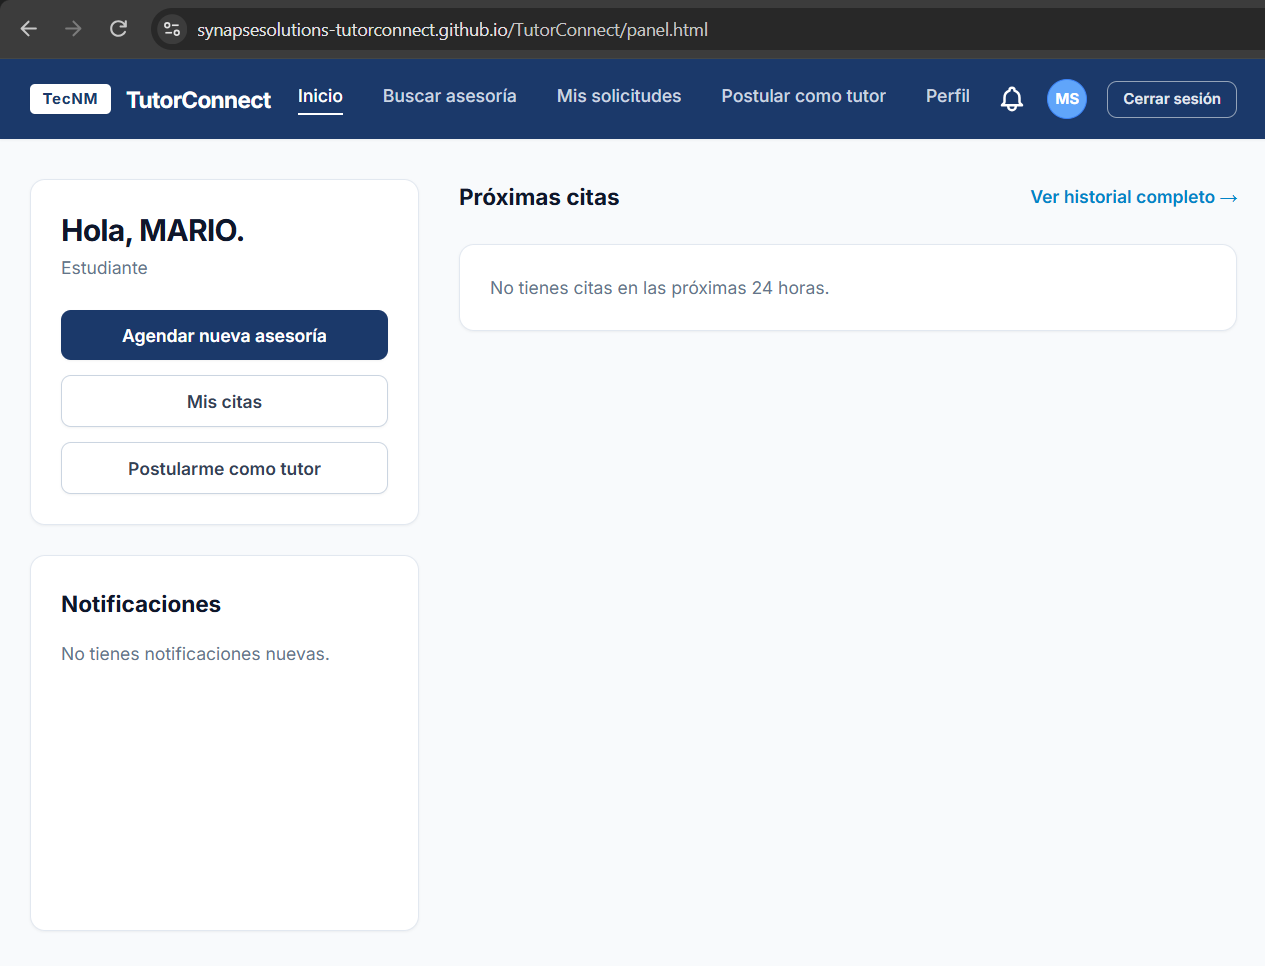 synapsesolutions-tutorconnect.github.io/TutorConnect/panel.html
TecNM TutorConnect Inicio Buscar asesoría Mis solicitudes Postular como tutor Perfil MS Cerrar sesión
Hola, MARIO.
Estudiante
Agendar nueva asesoría
Mis citas
Postularme como tutor
Notificaciones
No tienes notificaciones nuevas.
Próximas citas
Ver historial completo →
No tienes citas en las próximas 24 horas.